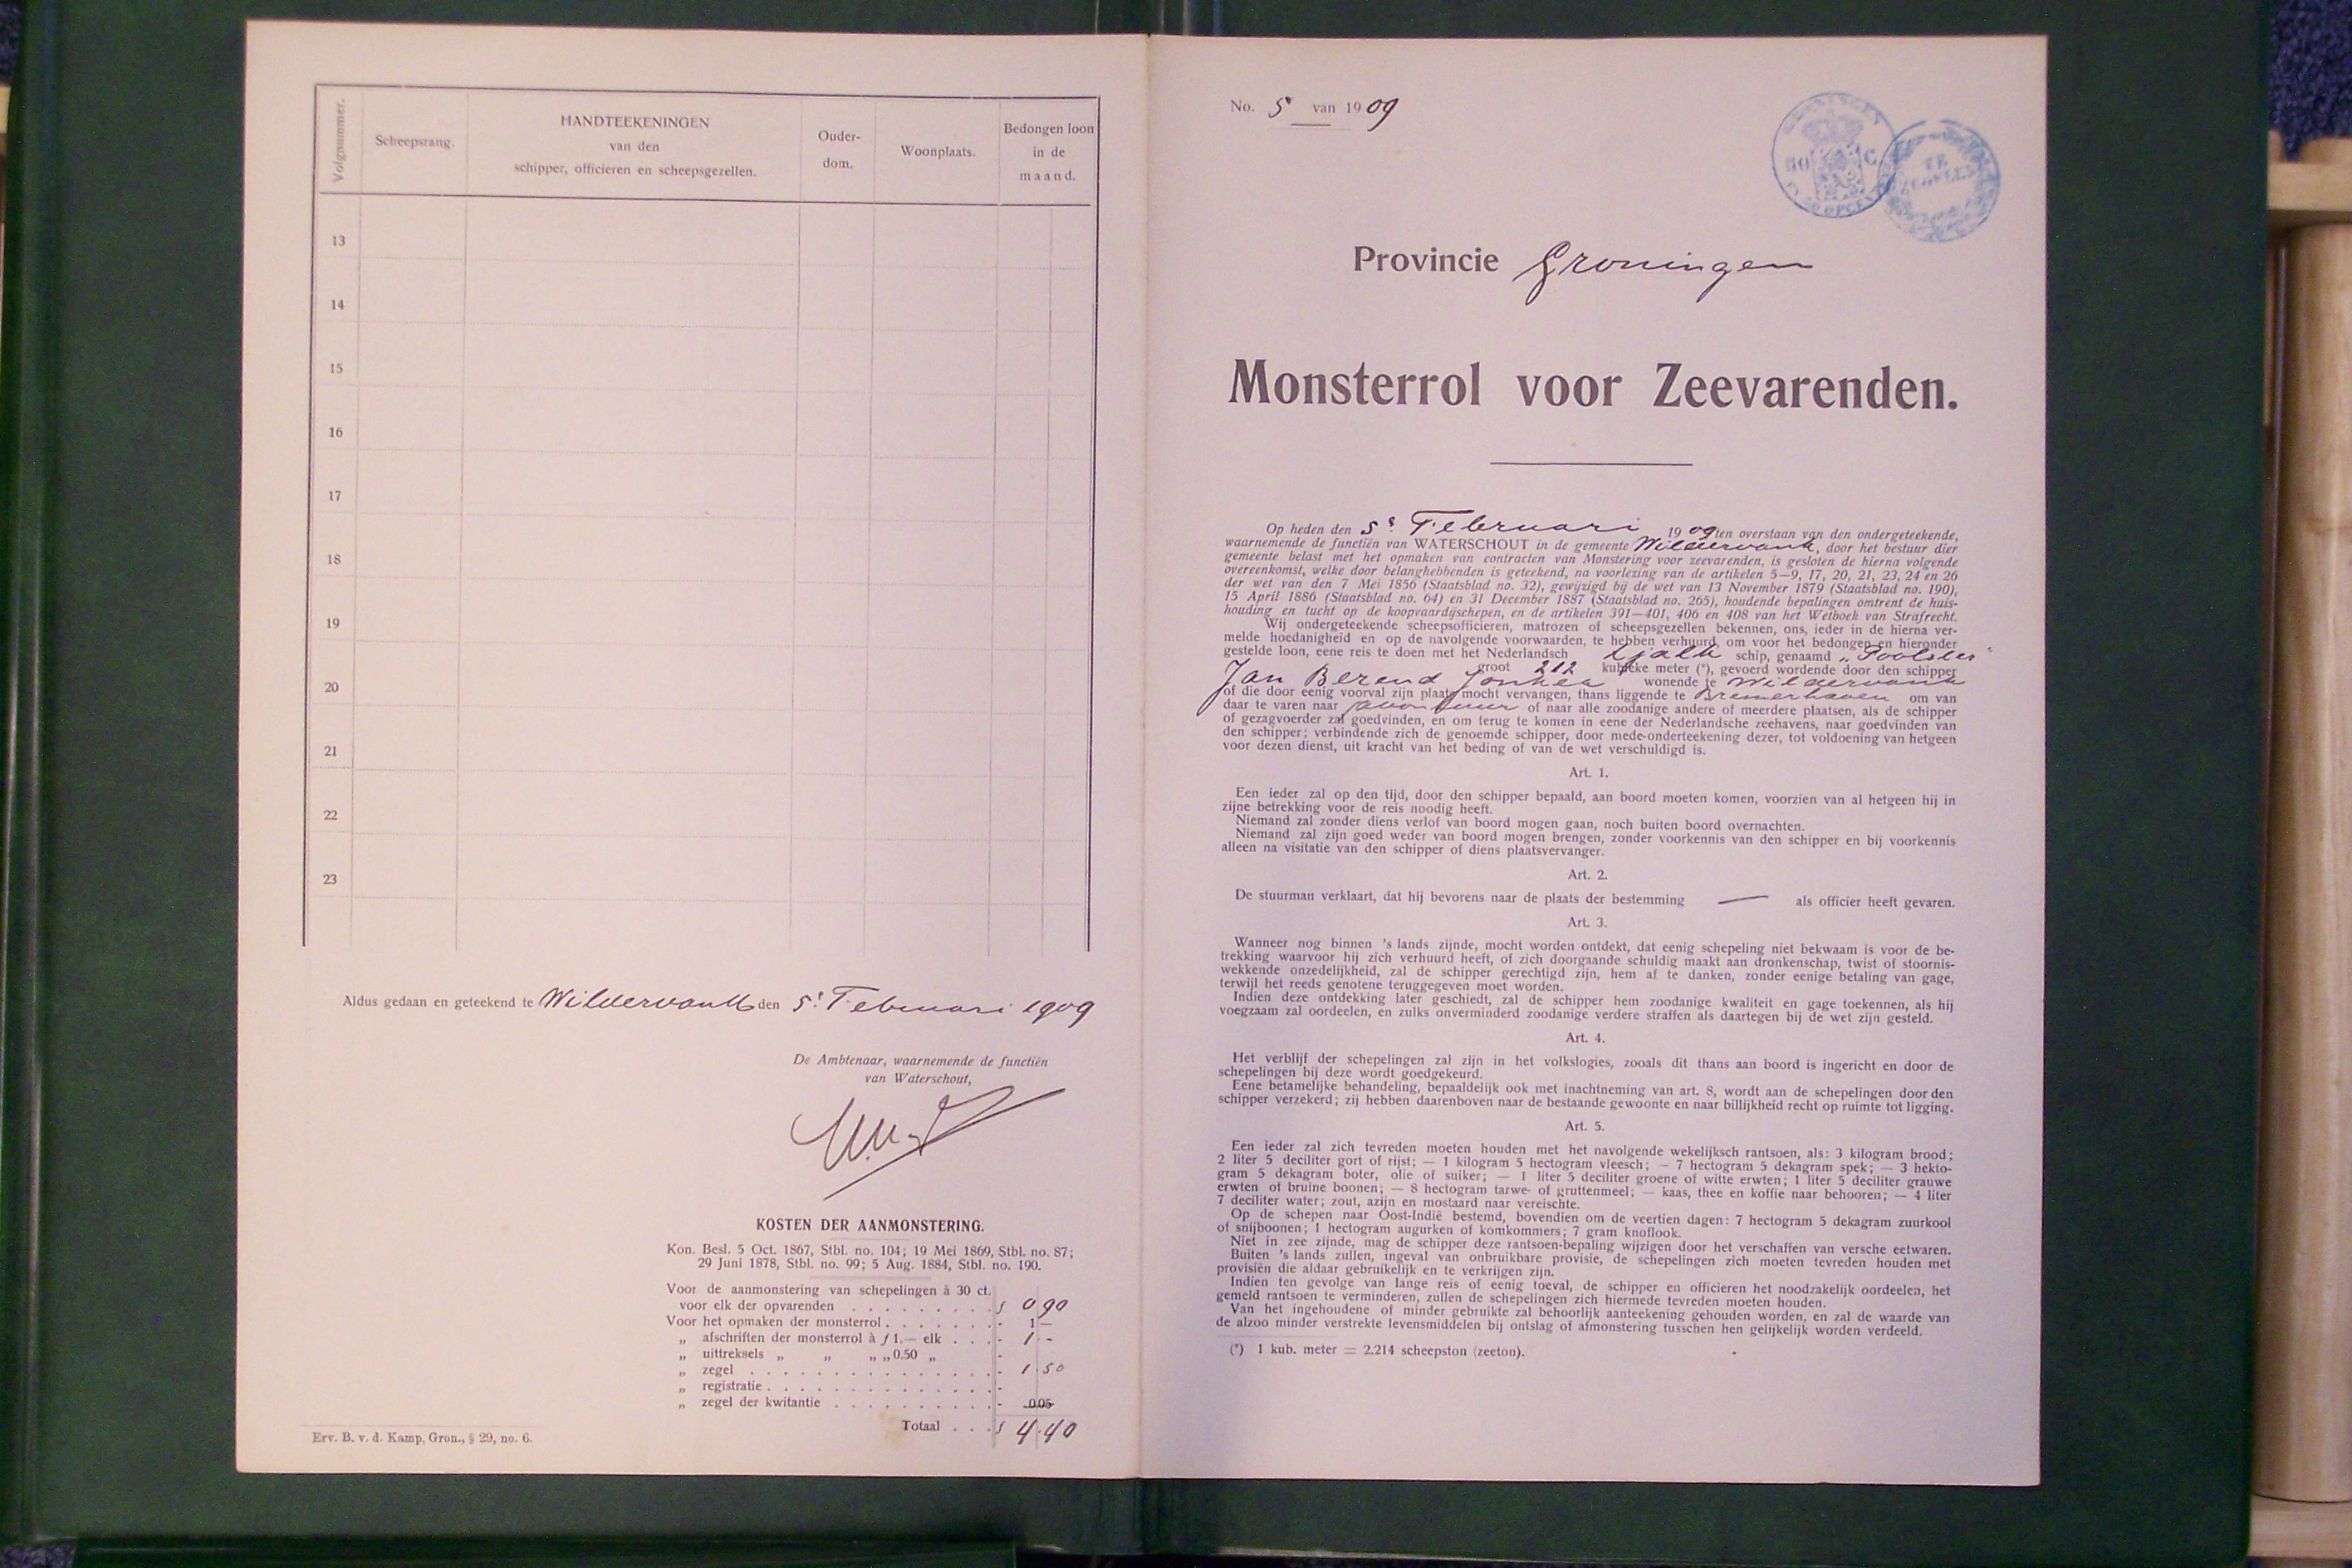 Volgnummer.
Scheepsrang.
HANDTEEKENINGEN
van den
schipper, officieren en scheepsgezellen.
Ouder-
dom.
Woonplaats.
Bedongen loon
in de
maand.
13
14
15
16
17
18
19
20
21
22
23
Aldus gedaan en geteekend te Wildervank den 5e Februari 1909
De Ambtenaar, waarnemende de functiën
van Waterschout,
KOSTEN DER AANMONSTERING.
Kon. Besl. 5 Oct. 1867, Stbl. no. 104; 19 Mei 1869, Stbl. no. 87;
29 Juni 1878, Stbl. no. 99; 5 Aug. 1884, Stbl. no. 190.
Voor de aanmonstering van schepelingen à 30 ct.
voor elk der opvarenden . . . . . . . . . f 0 90
Voor het opmaken der monsterrol . . . . . . . - 1 —
„ afschriften der monsterrol à f 1.— elk . . . - 1 -
„ uittreksels „ „ „ „ 0.50 „ -
„ zegel . . . . . . . . . . . . . . . - 1.50
„ registratie . . . . . . . . . . . . . . -
„ zegel der kwitantie . . . . . . . . . . - 0.05
Totaal . . . f 4.40
Erv. B. v. d. Kamp, Gron., § 29, no. 6.
No. 5 van 1909
50 C.
Provincie Groningen
Monsterrol voor Zeevarenden.
Op heden den 5e Februari 1909 ten overstaan van den ondergeteekende,
waarnemende de functiën van WATERSCHOUT in de gemeente Wildervank, door het bestuur dier
gemeente belast met het opmaken van contracten van Monstering voor zeevarenden, is gesloten de hierna volgende
overeenkomst, welke door belanghebbenden is geteekend, na voorlezing van de artikelen 5—9, 17, 20, 21, 23, 24 en 26
der wet van den 7 Mei 1856 (Staatsblad no. 32), gewijzigd bij de wet van 13 November 1879 (Staatsblad no. 190),
15 April 1886 (Staatsblad no. 64) en 31 December 1887 (Staatsblad no. 265), houdende bepalingen omtrent de huis-
houding en tucht op de koopvaardijschepen, en de artikelen 391—401, 406 en 408 van het Wetboek van Strafrecht.
Wij ondergeteekende scheepsofficieren, matrozen of scheepsgezellen bekennen, ons, ieder in de hierna ver-
melde hoedanigheid en op de navolgende voorwaarden, te hebben verhuurd, om voor het bedongen en hieronder
gestelde loon, eene reis te doen met het Nederlandsch tjalk schip, genaamd „Poolster"
groot 212 kubieke meter (*), gevoerd wordende door den schipper
Jan Berend Jonker wonende te Wildervank
of die door eenig voorval zijn plaats mocht vervangen, thans liggende te Bremerhaven om van
daar te varen naar avontuur of naar alle zoodanige andere of meerdere plaatsen, als de schipper
of gezagvoerder zal goedvinden, en om terug te komen in eene der Nederlandsche zeehavens, naar goedvinden van
den schipper; verbindende zich de genoemde schipper, door mede-onderteekening dezer, tot voldoening van hetgeen
voor dezen dienst, uit kracht van het beding of van de wet verschuldigd is.
Art. 1.
Een ieder zal op den tijd, door den schipper bepaald, aan boord moeten komen, voorzien van al hetgeen hij in
zijne betrekking voor de reis noodig heeft.
Niemand zal zonder diens verlof van boord mogen gaan, noch buiten boord overnachten.
Niemand zal zijn goed weder van boord mogen brengen, zonder voorkennis van den schipper en bij voorkennis
alleen na visitatie van den schipper of diens plaatsvervanger.
Art. 2.
De stuurman verklaart, dat hij bevorens naar de plaats der bestemming — als officier heeft gevaren.
Art. 3.
Wanneer nog binnen 's lands zijnde, mocht worden ontdekt, dat eenig schepeling niet bekwaam is voor de be-
trekking waarvoor hij zich verhuurd heeft, of zich doorgaande schuldig maakt aan dronkenschap, twist of stoornis-
wekkende onzedelijkheid, zal de schipper gerechtigd zijn, hem af te danken, zonder eenige betaling van gage,
terwijl het reeds genotene teruggegeven moet worden.
Indien deze ontdekking later geschiedt, zal de schipper hem zoodanige kwaliteit en gage toekennen, als hij
voegzaam zal oordeelen, en zulks onverminderd zoodanige verdere straffen als daartegen bij de wet zijn gesteld.
Art. 4.
Het verblijf der schepelingen zal zijn in het volkslogies, zooals dit thans aan boord is ingericht en door de
schepelingen bij deze wordt goedgekeurd.
Eene betamelijke behandeling, bepaaldelijk ook met inachtneming van art. 8, wordt aan de schepelingen door den
schipper verzekerd; zij hebben daarenboven naar de bestaande gewoonte en naar billijkheid recht op ruimte tot ligging.
Art. 5.
Een ieder zal zich tevreden moeten houden met het navolgende wekelijksch rantsoen, als: 3 kilogram brood;
2 liter 5 deciliter gort of rijst; — 1 kilogram 5 hectogram vleesch; — 7 hectogram 5 dekagram spek; — 3 hekto-
gram 5 dekagram boter, olie of suiker; — 1 liter 5 deciliter groene of witte erwten; 1 liter 5 deciliter grauwe
erwten of bruine boonen; — 8 hectogram tarwe- of gruttenmeel; — kaas, thee en koffie naar behooren; — 4 liter
7 deciliter water; zout, azijn en mostaard naar vereischte.
Op de schepen naar Oost-Indië bestemd, bovendien om de veertien dagen: 7 hectogram 5 dekagram zuurkool
of snijboonen; 1 hectogram augurken of komkommers; 7 gram knoflook.
Niet in zee zijnde, mag de schipper deze rantsoen-bepaling wijzigen door het verschaffen van versche eetwaren.
Buiten 's lands zullen, ingeval van onbruikbare provisie, de schepelingen zich moeten tevreden houden met
provisiën die aldaar gebruikelijk en te verkrijgen zijn.
Indien ten gevolge van lange reis of eenig toeval, de schipper en officieren het noodzakelijk oordeelen, het
gemeld rantsoen te verminderen, zullen de schepelingen zich hiermede tevreden moeten houden.
Van het ingehoudene of minder gebruikte zal behoorlijk aanteekening gehouden worden, en zal de waarde van
de alzoo minder verstrekte levensmiddelen bij ontslag of afmonstering tusschen hen gelijkelijk worden verdeeld.
(*) 1 kub. meter = 2.214 scheepston (zeeton).